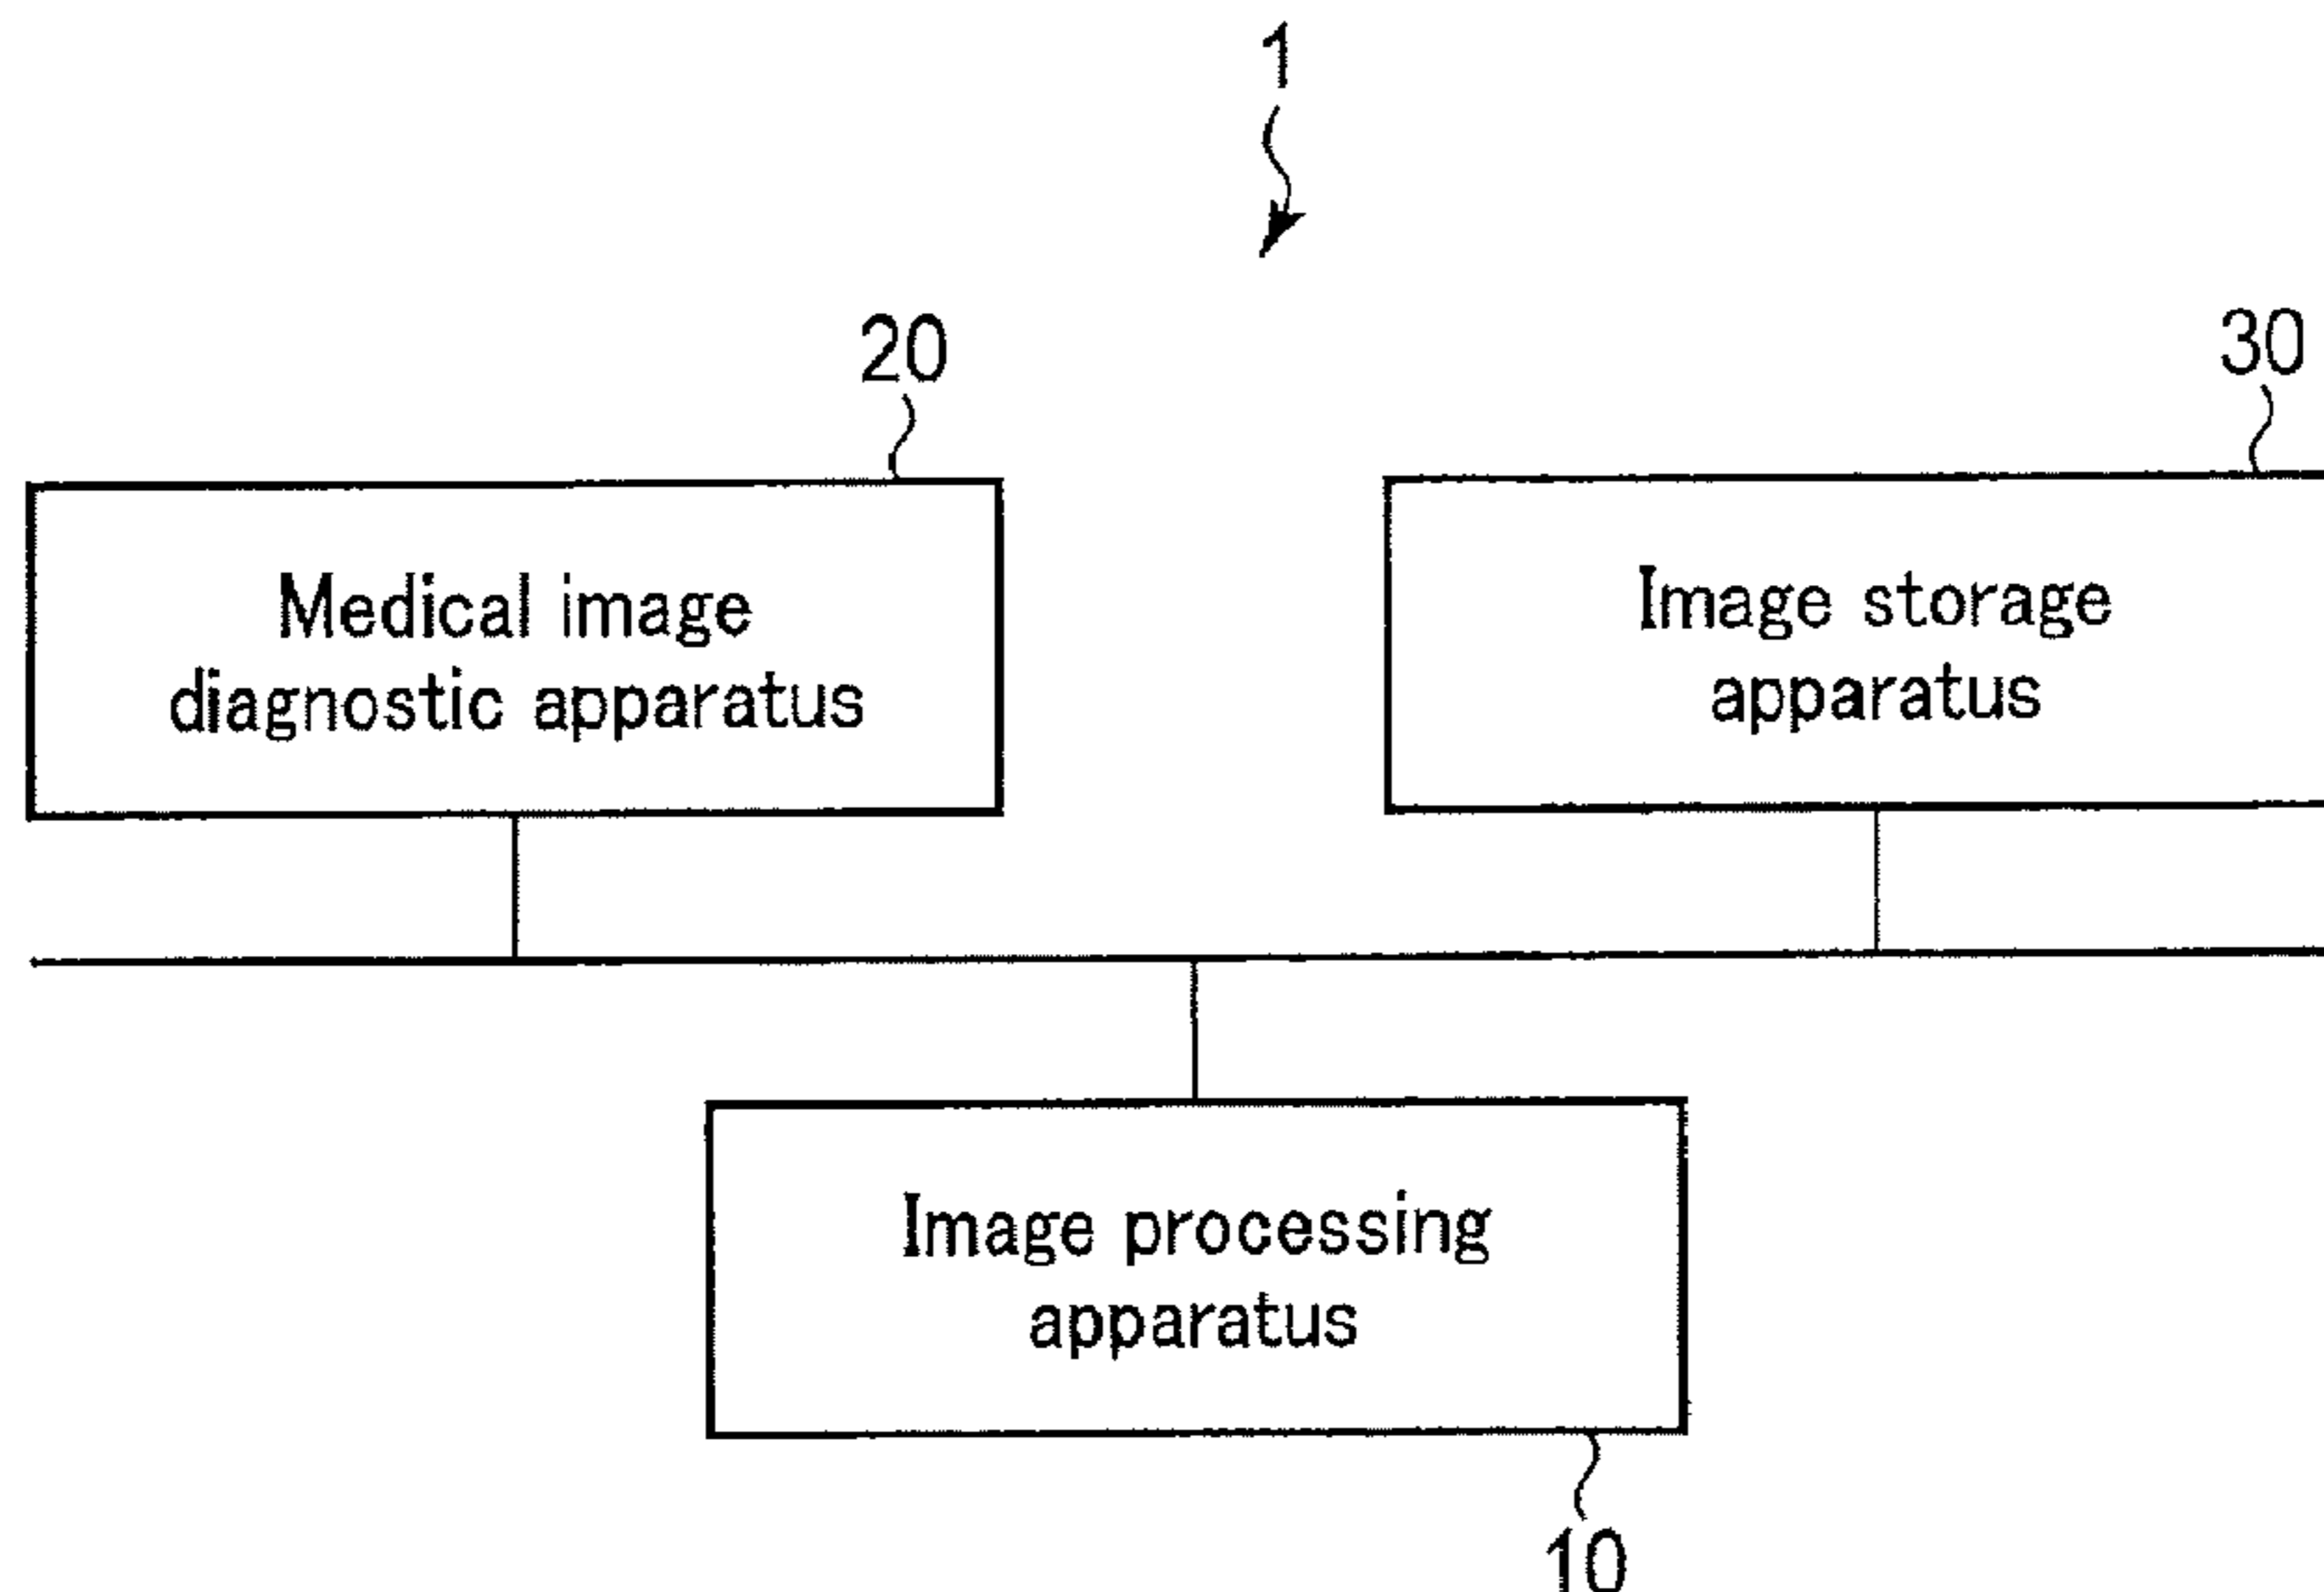 1
20
30
Medical image
diagnostic apparatus
Image storage
apparatus
Image processing
apparatus
10